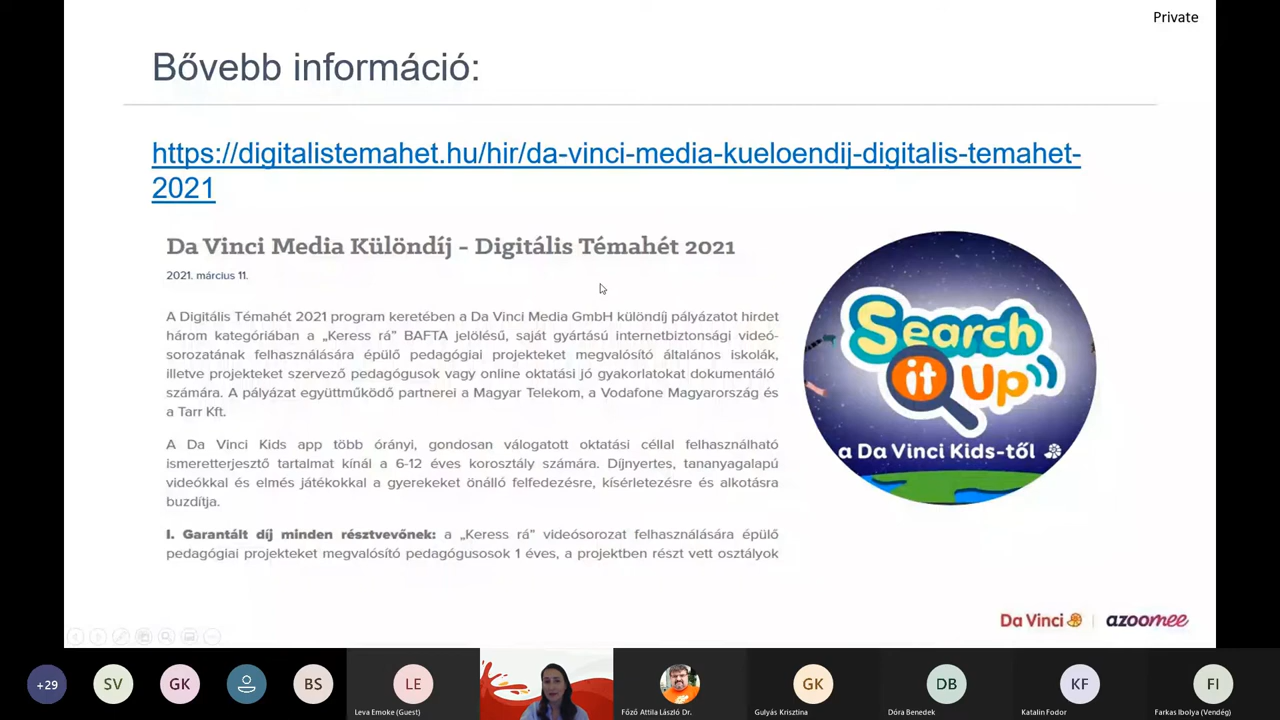 Private
Bővebb információ:
https://digitalistemahet.hu/hir/da-vinci-media-kueloendij-digitalis-temahet-
2021
Da Vinci Media Különdíj - Digitális Témahét 2021
2021. március 11.
A Digitális Témahét 2021 program keretében a Da Vinci Media GmbH különdíj pályázatot hirdet
három kategóriában a „Keress rá” BAFTA jelölésű, saját gyártású internetbiztonsági videó-
sorozatának felhasználására épülő pedagógiai projekteket megvalósító általános iskolák,
illetve projekteket szervező pedagógusok vagy online oktatási jó gyakorlatokat dokumentáló
számára. A pályázat együttműködő partnerei a Magyar Telekom, a Vodafone Magyarország és
a Tarr Kft.
A Da Vinci Kids app több órányi, gondosan válogatott oktatási céllal felhasználható
ismeretterjesztő tartalmat kínál a 6-12 éves korosztály számára. Díjnyertes, tananyagalapú
videókkal és elmés játékokkal a gyerekeket önálló felfedezésre, kísérletezésre és alkotásra
buzdítja.
I. Garantált díj minden résztvevőnek: a „Keress rá” videósorozat felhasználására épülő
pedagógiai projekteket megvalósító pedagógusosok 1 éves, a projektben részt vett osztályok
Search
it Up
a Da Vinci Kids-től
Da Vinci | azoomee
+29 SV GK BS LE GK DB KF FI
Leva Emoke (Guest) Főző Attila László Dr. Gulyás Krisztina Dóra Benedek Katalin Fodor Farkas Ibolya (Vendég)